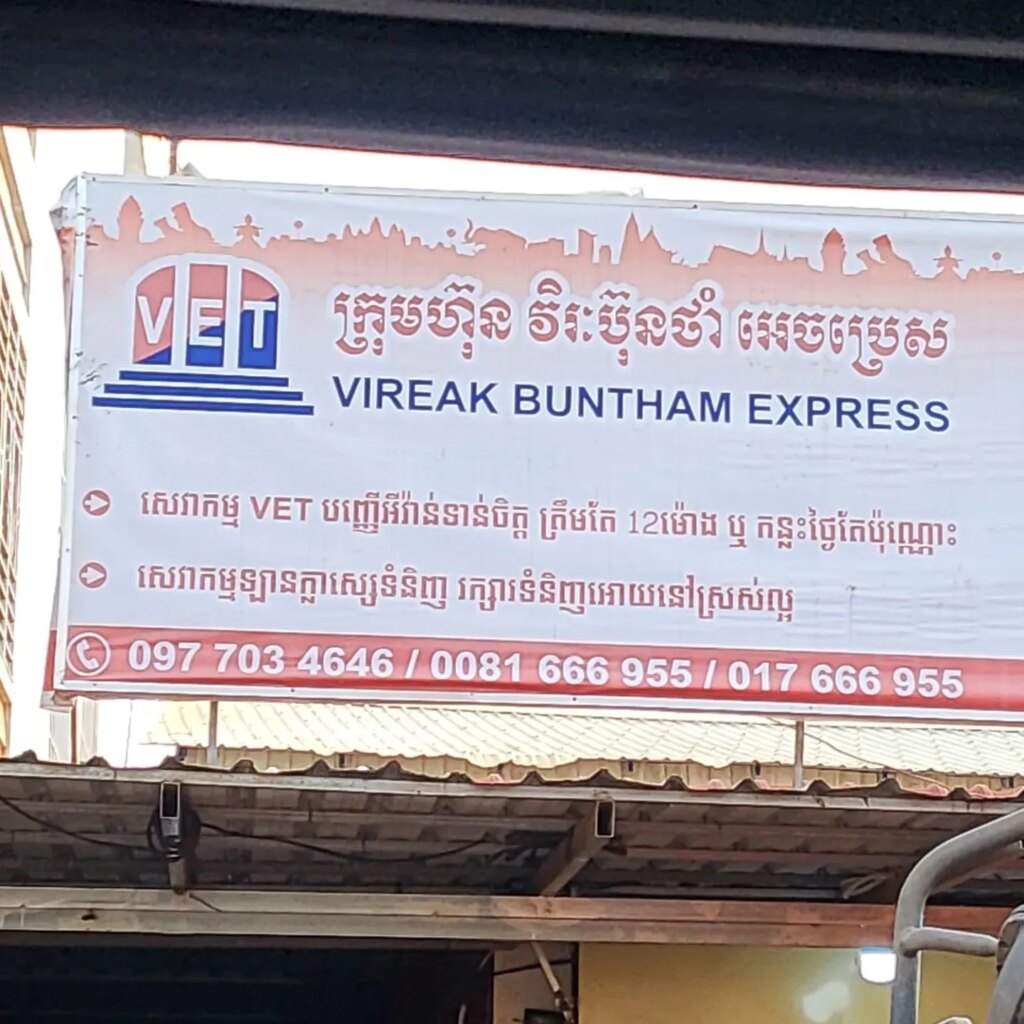 VET
ក្រុមហ៊ុន វិរៈប៊ុនថាំ អេចប្រេស
VIREAK BUNTHAM EXPRESS
សេវាកម្ម VET បញ្ញើអីវ៉ាន់ទាន់ចិត្ត ត្រឹមតែ 12ម៉ោង ឬ កន្លះថ្ងៃតែប៉ុណ្ណោះ
សេវាកម្មឡានក្លាស្សេទំនិញ រក្សារទំនិញអោយនៅស្រស់ល្អ
097 703 4646 / 0081 666 955 / 017 666 955